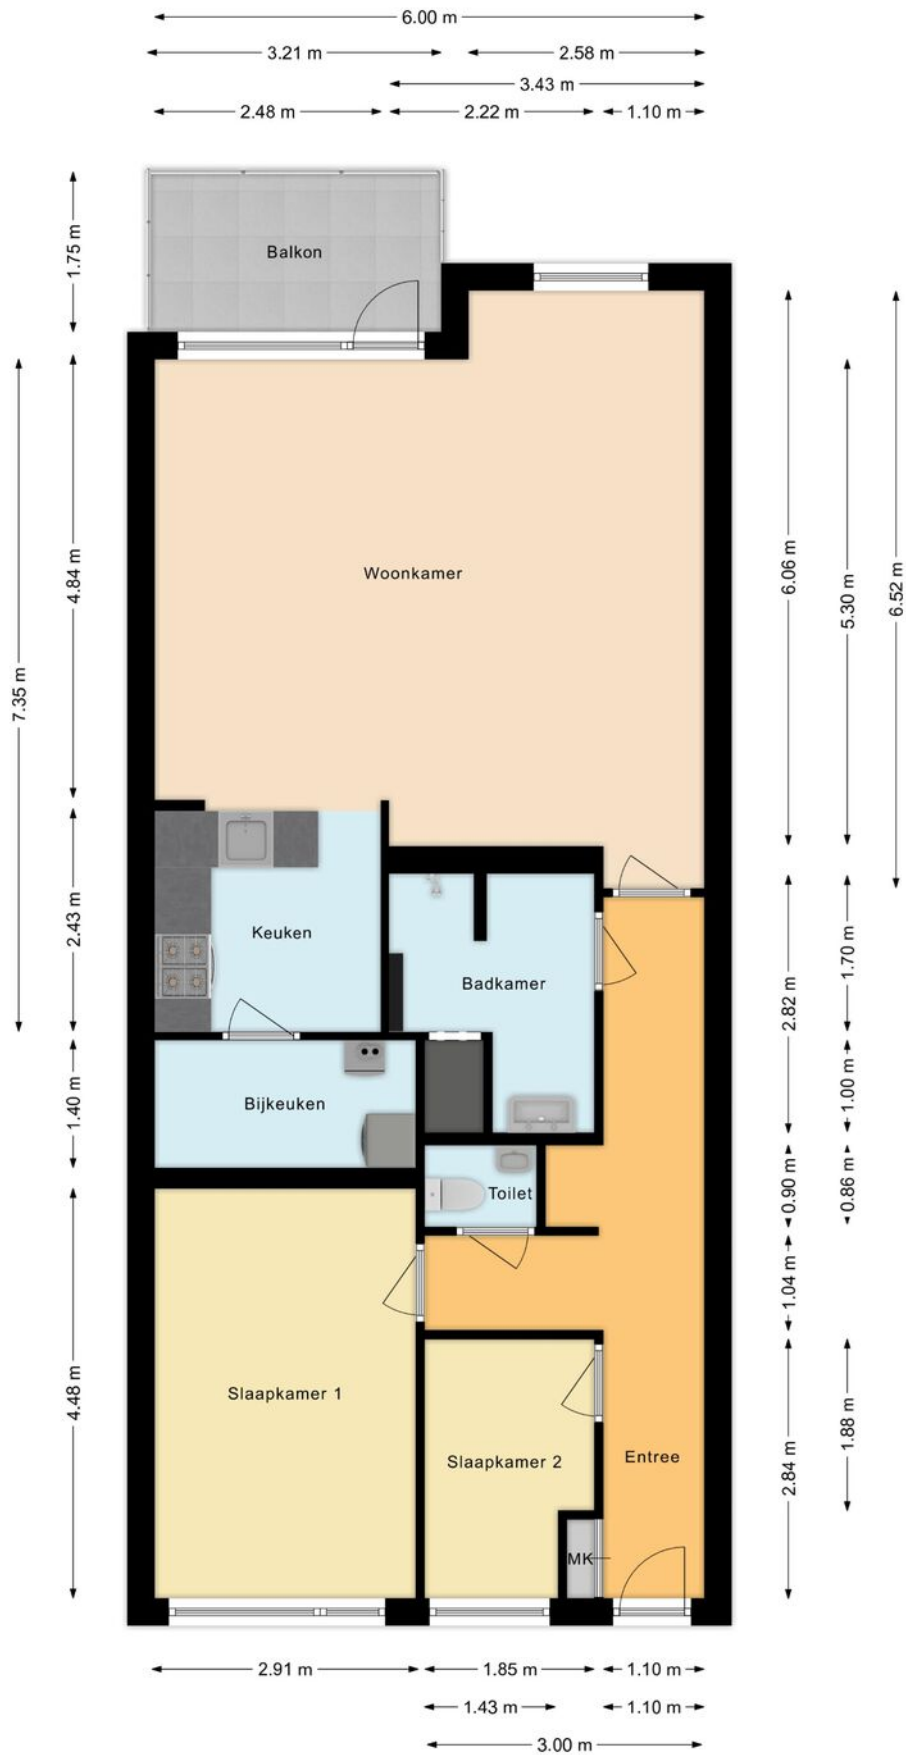 6.00 m
3.21 m
2.58 m
3.43 m
2.48 m
2.22 m
1.10 m
1.75 m
Balkon
7.35 m
4.84 m
Woonkamer
6.06 m
5.30 m
6.52 m
2.43 m
Keuken
Badkamer
2.82 m
1.70 m
1.40 m
Bijkeuken
1.00 m
Toilet
0.90 m
0.86 m
1.04 m
4.48 m
Slaapkamer 1
Slaapkamer 2
Entree
2.84 m
1.88 m
MK
2.91 m
1.85 m
1.10 m
1.43 m
1.10 m
3.00 m